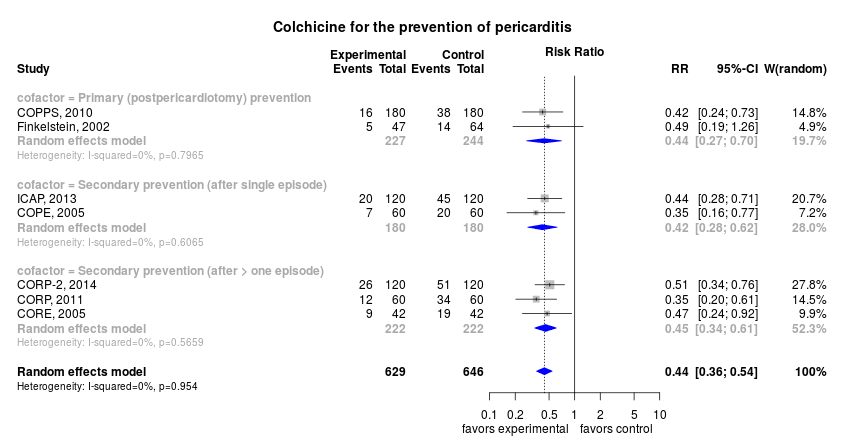 Colchicine for the prevention of pericarditis
Experimental Control Risk Ratio
Study Events Total Events Total RR 95%-CI W(random)
cofactor = Primary (postpericardiotomy) prevention
COPPS, 2010 16 180 38 180 0.42 [0.24; 0.73] 14.8%
Finkelstein, 2002 5 47 14 64 0.49 [0.19; 1.26] 4.9%
Random effects model 227 244 0.44 [0.27; 0.70] 19.7%
Heterogeneity: I-squared=0%, p=0.7965
cofactor = Secondary prevention (after single episode)
ICAP, 2013 20 120 45 120 0.44 [0.28; 0.71] 20.7%
COPE, 2005 7 60 20 60 0.35 [0.16; 0.77] 7.2%
Random effects model 180 180 0.42 [0.28; 0.62] 28.0%
Heterogeneity: I-squared=0%, p=0.6065
cofactor = Secondary prevention (after > one episode)
CORP-2, 2014 26 120 51 120 0.51 [0.34; 0.76] 27.8%
CORP, 2011 12 60 34 60 0.35 [0.20; 0.61] 14.5%
CORE, 2005 9 42 19 42 0.47 [0.24; 0.92] 9.9%
Random effects model 222 222 0.45 [0.34; 0.61] 52.3%
Heterogeneity: I-squared=0%, p=0.5659
Random effects model 629 646 0.44 [0.36; 0.54] 100%
Heterogeneity: I-squared=0%, p=0.954
0.1 0.2 0.5 1 2 5 10
favors experimental favors control